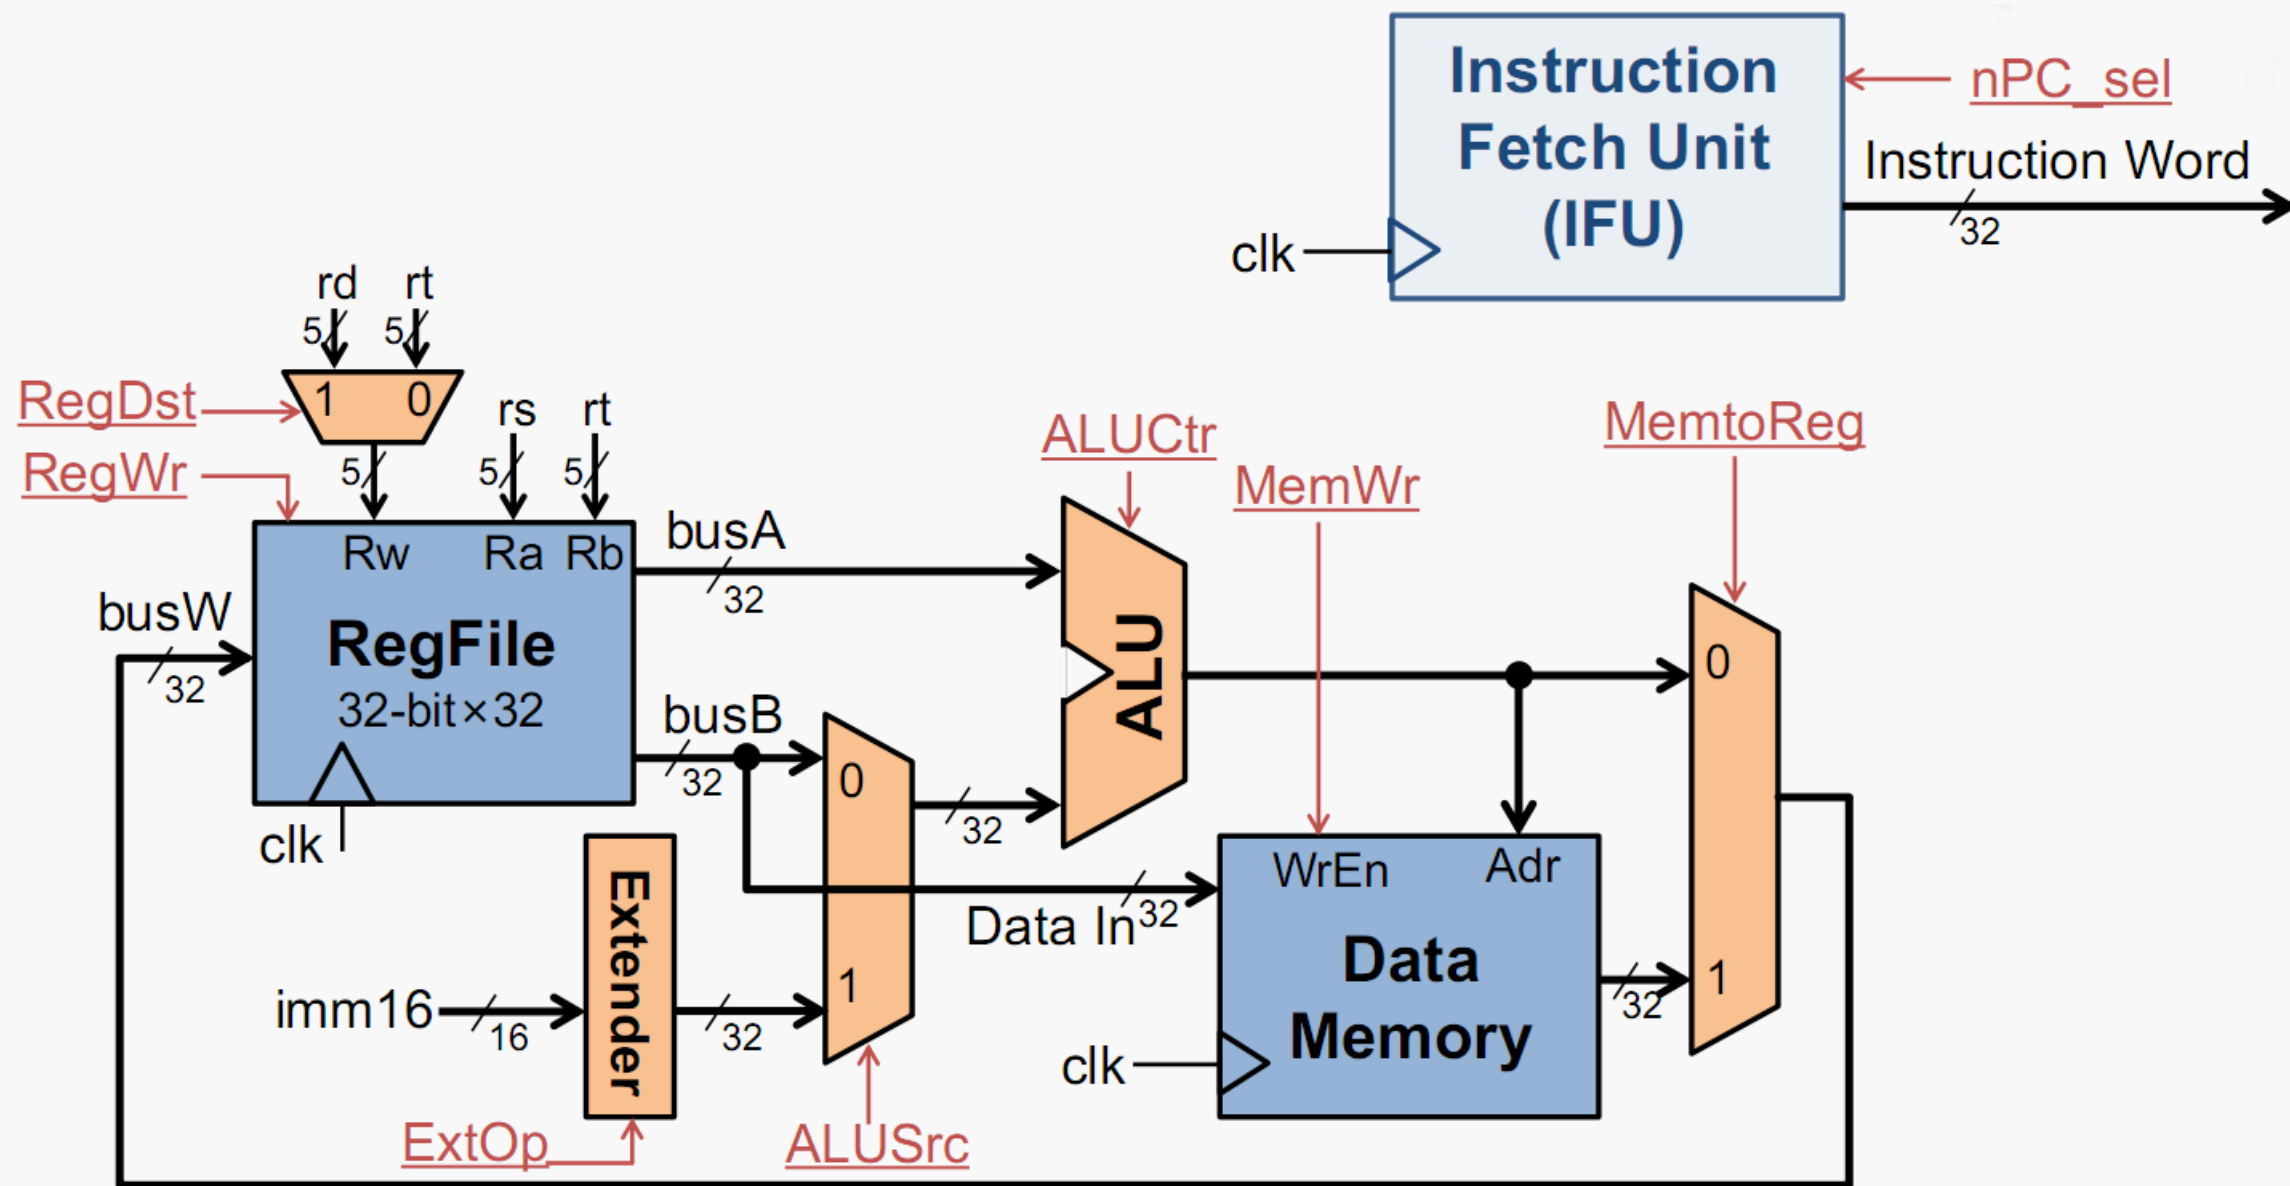 Instruction
Fetch Unit
(IFU)
nPC_sel
Instruction Word
32
clk
rd
rt
5
5
1
0
RegDst
RegWr
rs
rt
5
5
5
ALUCtr
MemWr
MemtoReg
Rw
Ra
Rb
busA
32
busW
32
RegFile
32-bit×32
busB
32
clk
0
1
32
ALU
0
1
WrEn
Adr
Data In
32
Data
Memory
32
clk
imm16
16
Extender
32
ExtOp
ALUSrc